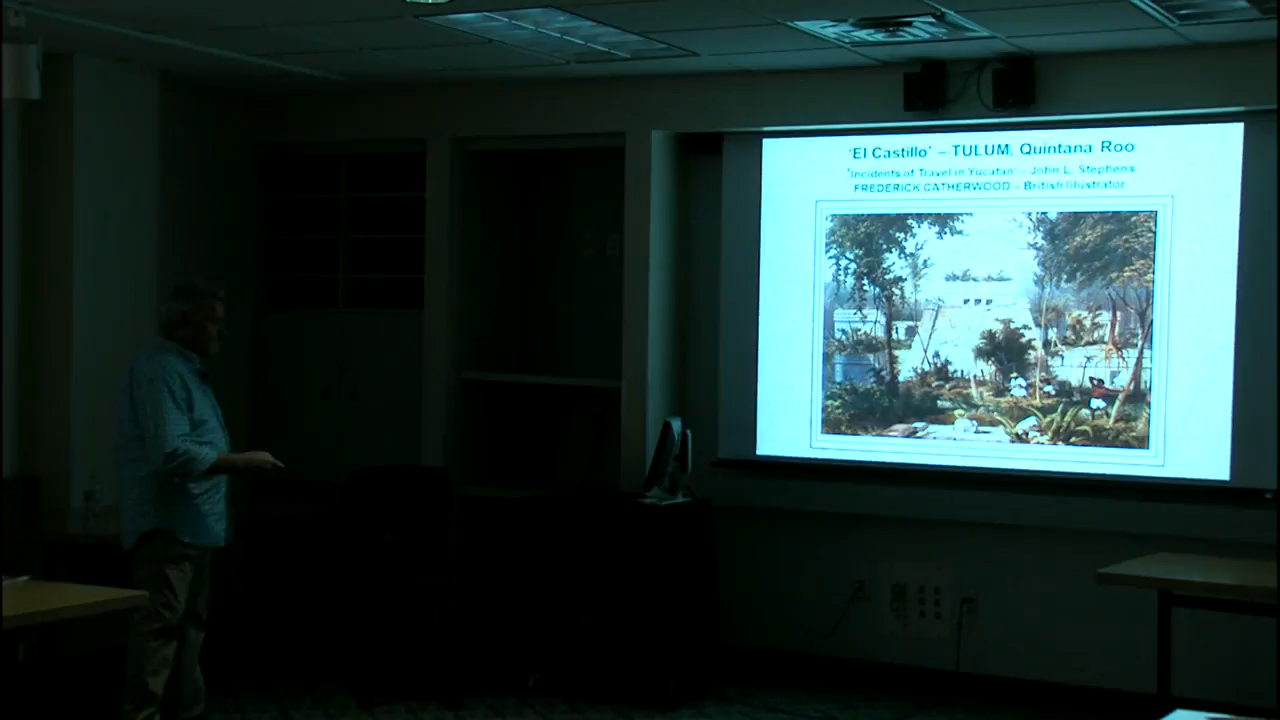 'El Castillo' – TULUM, Quintana Roo
'Incidents of Travel in Yucatan' – John L. Stephens
FREDERICK CATHERWOOD – British Illustrator